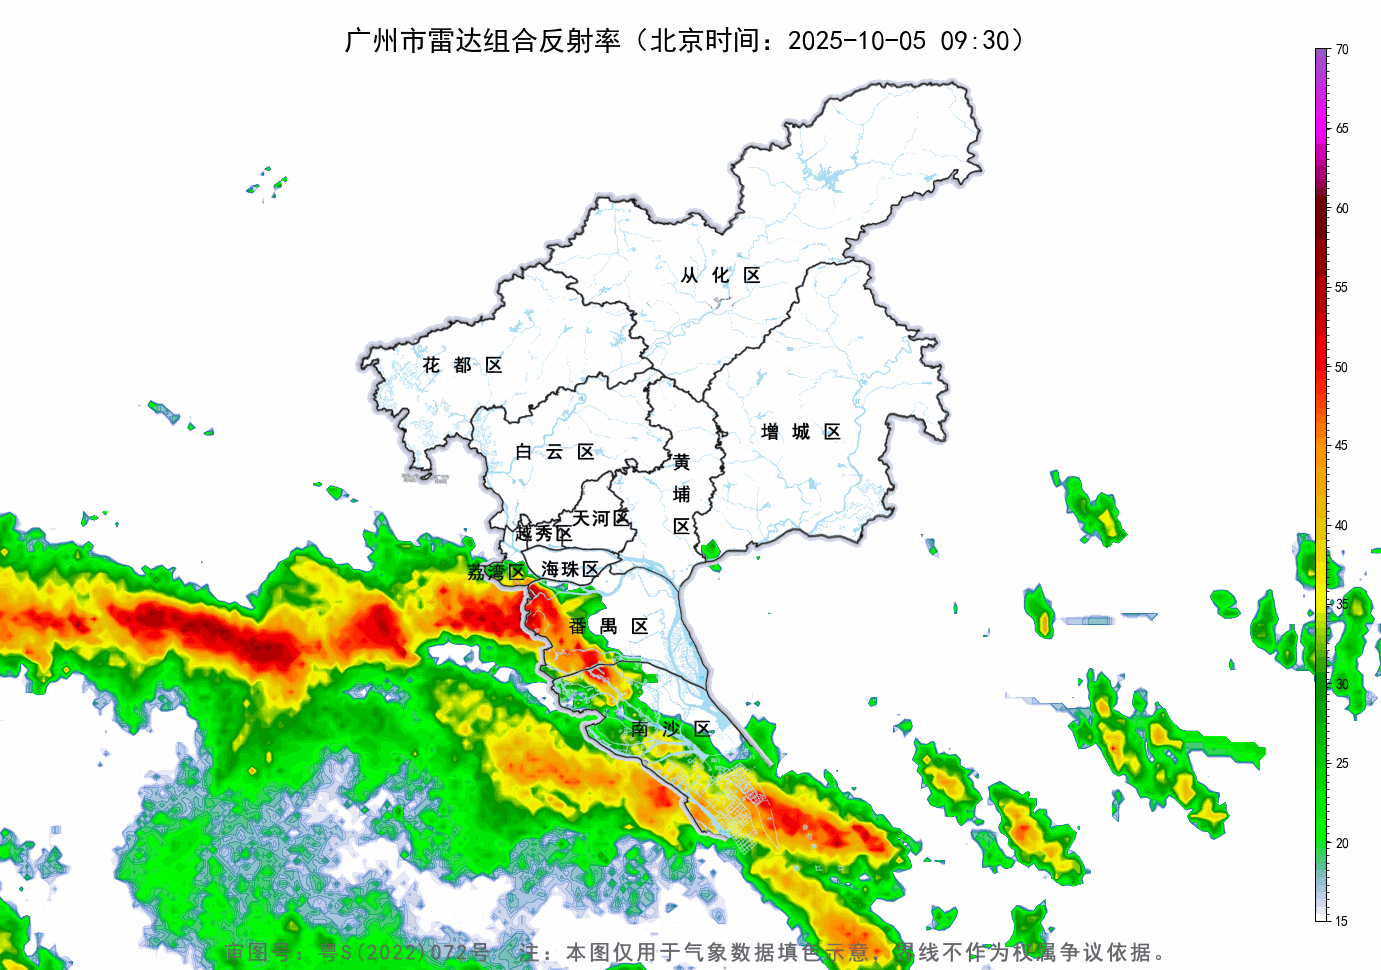 广州市雷达组合反射率（北京时间：2025-10-05 09:30）
70
65
60
55
50
45
40
35
30
25
20
15
从化区
花都区
增城区
白云区
黄埔区
天河区
越秀区
海珠区
荔湾区
番禺区
南沙区
审图号：粤S(2022)072号 注：本图仅用于气象数据填色示意，界线不作为权属争议依据。